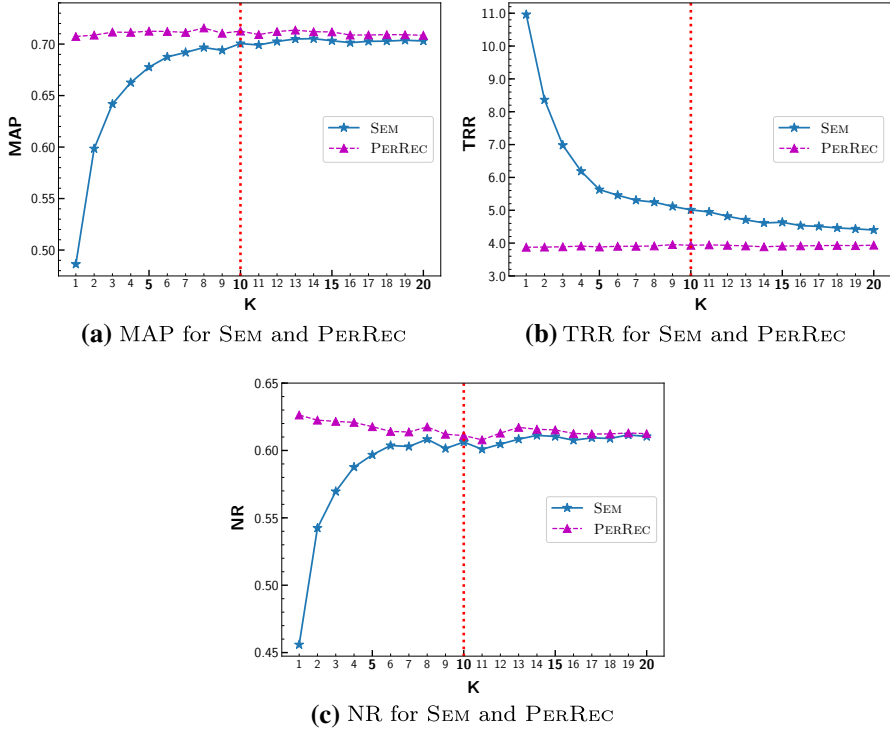 0.70
0.65
0.60
0.55
0.50
MAP
SEM
PERREC
1 2 3 4 5 6 7 8 9 10 11 12 13 14 15 16 17 18 19 20
K
(a) MAP for SEM and PERREC
11.0
10.0
9.0
8.0
7.0
6.0
5.0
4.0
3.0
TRR
SEM
PERREC
1 2 3 4 5 6 7 8 9 10 11 12 13 14 15 16 17 18 19 20
K
(b) TRR for SEM and PERREC
0.65
0.60
0.55
0.50
0.45
NR
SEM
PERREC
1 2 3 4 5 6 7 8 9 10 11 12 13 14 15 16 17 18 19 20
K
(c) NR for SEM and PERREC